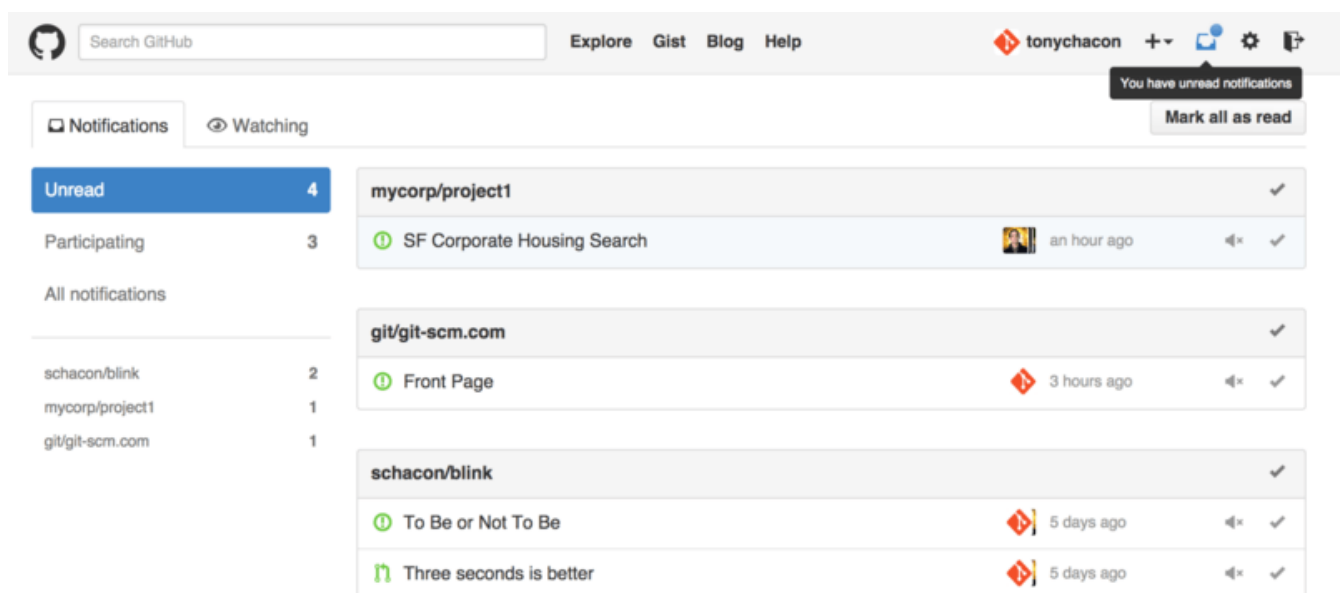 Search GitHub Explore Gist Blog Help tonychacon
You have unread notifications
Notifications Watching Mark all as read
Unread 4
Participating 3
All notifications
schacon/blink 2
mycorp/project1 1
git/git-scm.com 1
mycorp/project1
SF Corporate Housing Search an hour ago
git/git-scm.com
Front Page 3 hours ago
schacon/blink
To Be or Not To Be 5 days ago
Three seconds is better 5 days ago